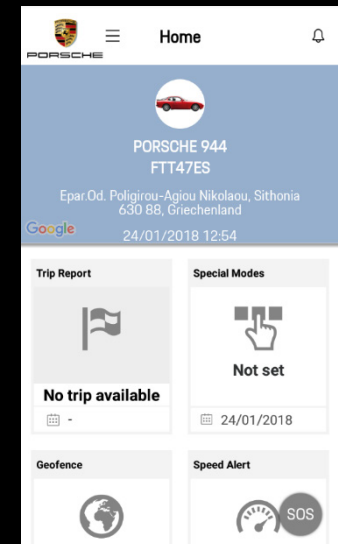 PORSCHE
Home
PORSCHE 944
FTT47ES
Epar.Od. Poligirou-Agiou Nikolaou, Sithonia
630 88, Griechenland
Google
24/01/2018 12:54
Trip Report
Special Modes
No trip available
Not set
-
24/01/2018
Geofence
Speed Alert
SOS